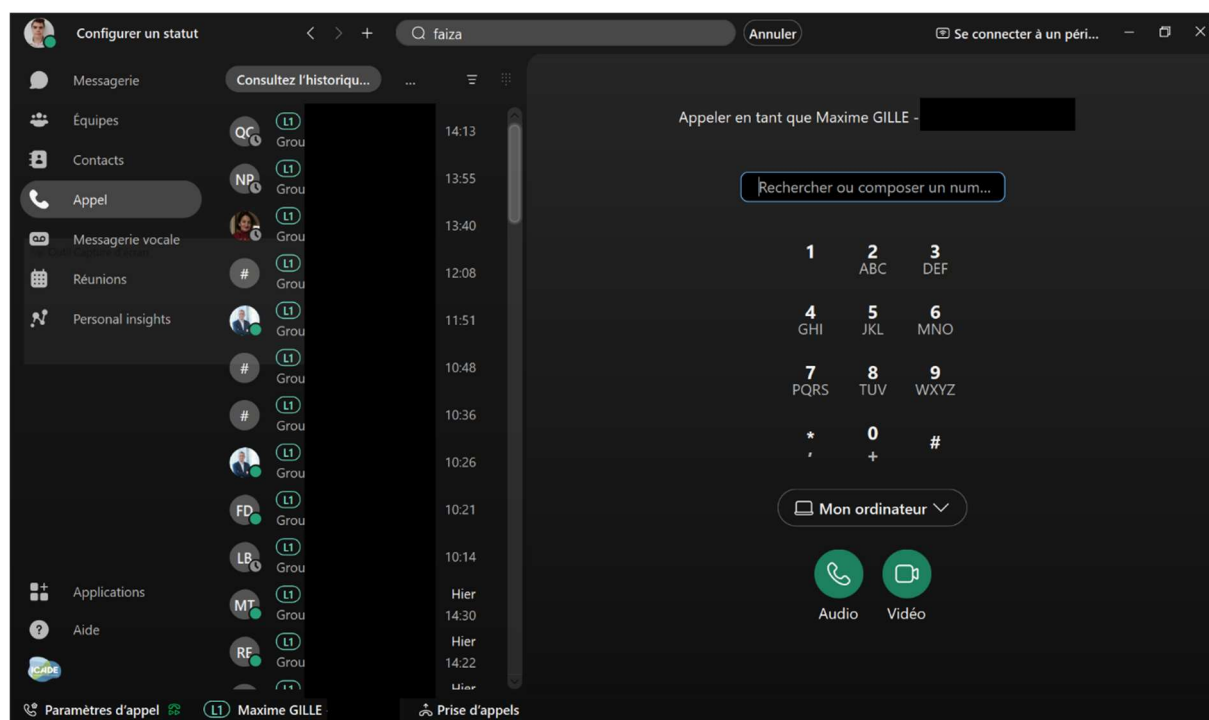 Configurer un statut
faiza
Annuler
Se connecter à un péri...
Messagerie
Équipes
Contacts
Appel
Messagerie vocale
Réunions
Personal insights
Applications
Aide
ICADE
Consultez l'historiqu... ...
QC L1 14:13
Grou
NP L1 13:55
Grou
L1 13:40
Grou
# L1 12:08
Grou
L1 11:51
Grou
# L1 10:48
Grou
# L1 10:36
Grou
L1 10:26
Grou
FD L1 10:21
Grou
LB L1 10:14
Grou
MT L1 Hier
Grou 14:30
RF L1 Hier
Grou 14:22
L1 Hier
Appeler en tant que Maxime GILLE -
Rechercher ou composer un num...
1 2 3
ABC DEF
4 5 6
GHI JKL MNO
7 8 9
PQRS TUV WXYZ
* 0 #
, +
Mon ordinateur
Audio Vidéo
Paramètres d'appel L1 Maxime GILLE - Prise d'appels